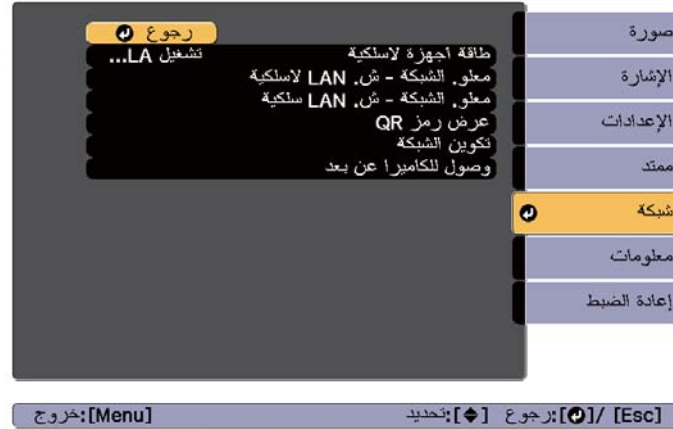 رجوع
طاقة أجهزة لاسلكية تشغيل LA...
معلو. الشبكة - ش. LAN لاسلكية
معلو. الشبكة - ش. LAN سلكية
عرض رمز QR
تكوين الشبكة
وصول للكاميرا عن بعد
صورة
الإشارة
الإعدادات
ممتد
شبكة
معلومات
إعادة الضبط
[Esc] /[]:رجوع []:تحديد [Menu]:خروج